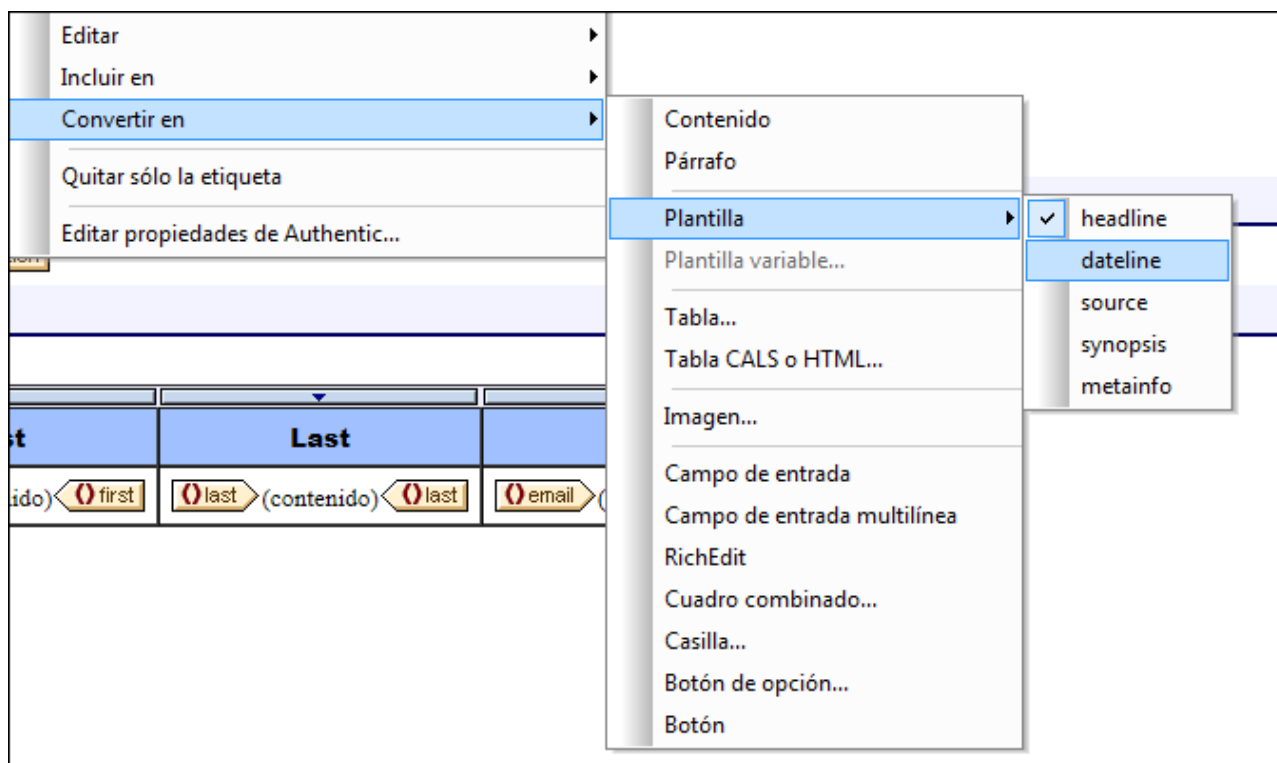 Editar
Incluir en
Convertir en
Quitar sólo la etiqueta
Editar propiedades de Authentic...
Contenido
Párrafo
Plantilla
Plantilla variable...
Tabla...
Tabla CALS o HTML...
Imagen...
Campo de entrada
Campo de entrada multilínea
RichEdit
Cuadro combinado...
Casilla...
Botón de opción...
Botón
headline
dateline
source
synopsis
metainfo
Last
first last (contenido) last email